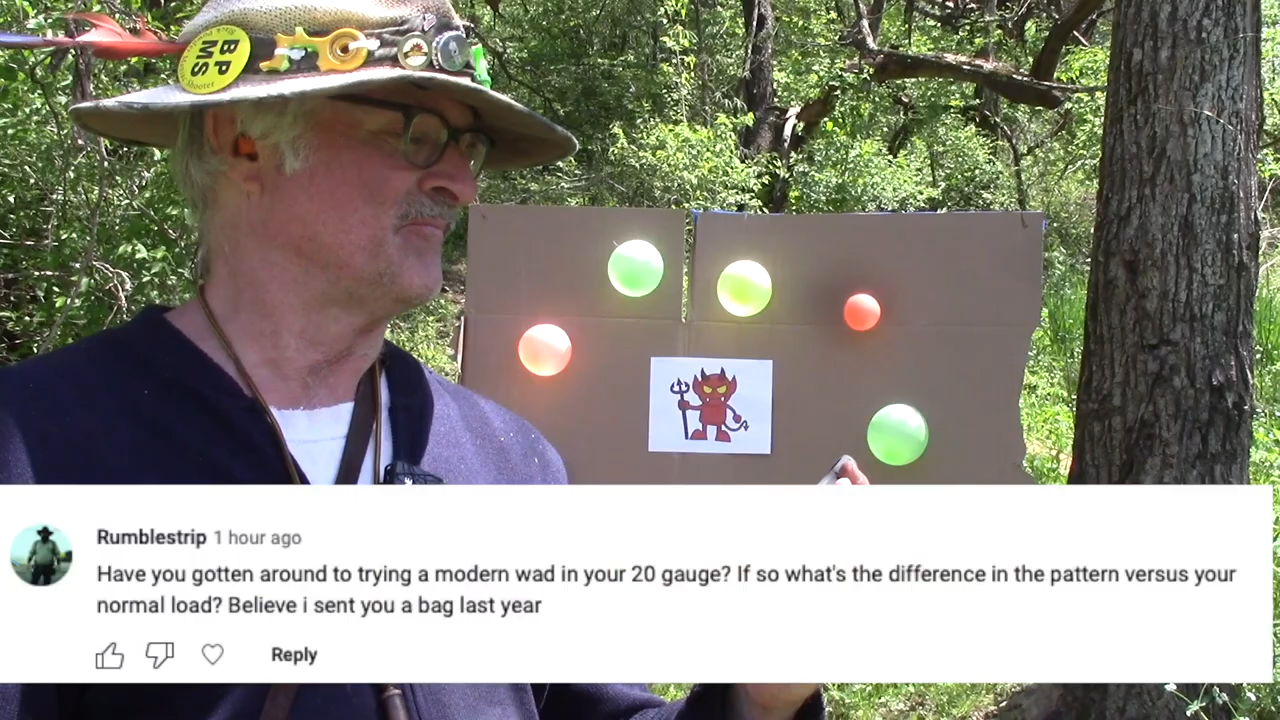 BP
MS
Shooter
Rumblestrip 1 hour ago
Have you gotten around to trying a modern wad in your 20 gauge? If so what's the difference in the pattern versus your
normal load? Believe i sent you a bag last year
Reply